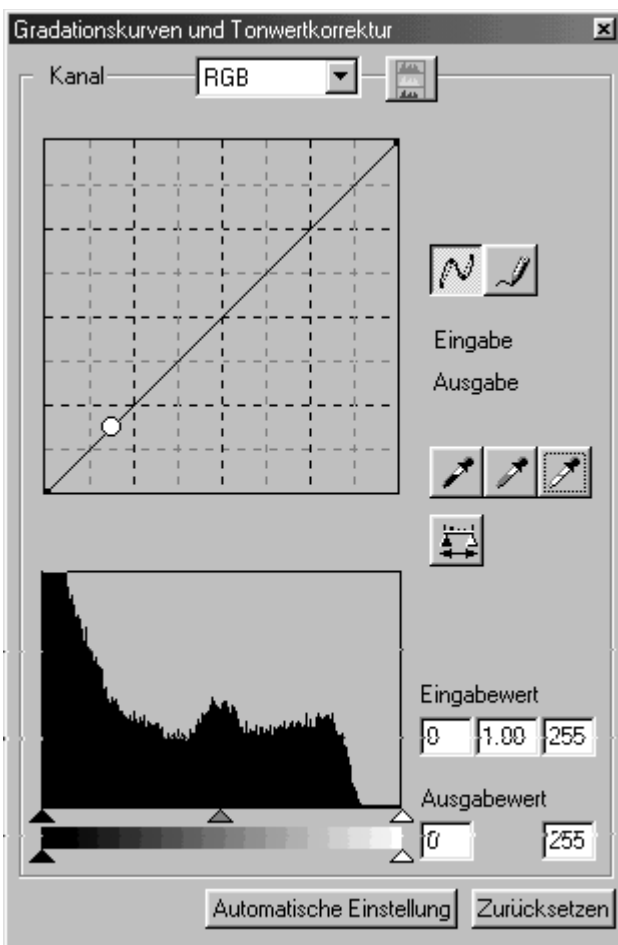 Gradationskurven und Tonwertkorrektur
Kanal RGB
Eingabe
Ausgabe
Eingabewert
0 1.00 255
Ausgabewert
0 255
Automatische Einstellung Zurücksetzen